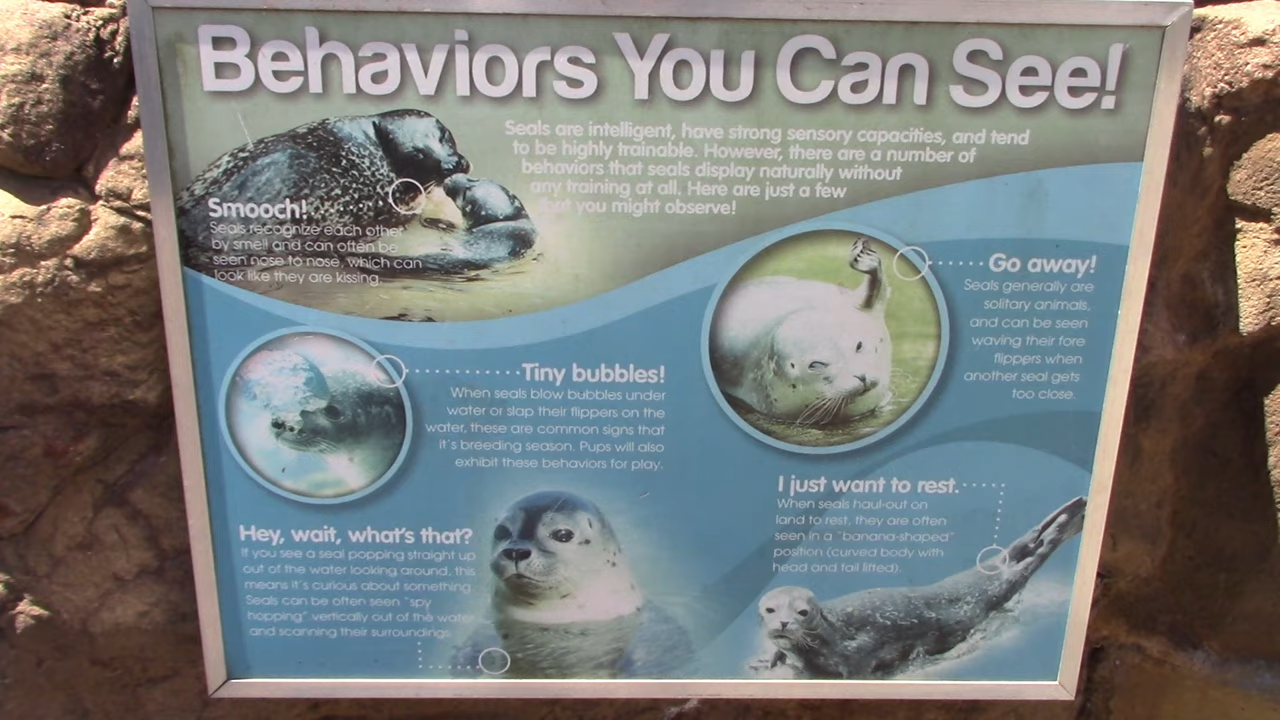 Behaviors You Can See!
Seals are intelligent, have strong sensory capacities, and tend
to be highly trainable. However, there are a number of
behaviors that seals display naturally without
any training at all. Here are just a few
that you might observe!
Smooch!
Seals recognize each other
by smell and can often be
seen nose to nose, which can
look like they are kissing.
Go away!
Seals generally are
solitary animals,
and can be seen
waving their fore
flippers when
another seal gets
too close.
Tiny bubbles!
When seals blow bubbles under
water or slap their flippers on the
water, these are common signs that
it's breeding season. Pups will also
exhibit these behaviors for play.
I just want to rest.
When seals haul-out on
land to rest, they are often
seen in a "banana-shaped"
position (curved body with
head and tail lifted).
Hey, wait, what's that?
If you see a seal popping straight up
out of the water looking around, this
means it's curious about something.
Seals can be often seen "spy
hopping" vertically out of the water
and scanning their surroundings.